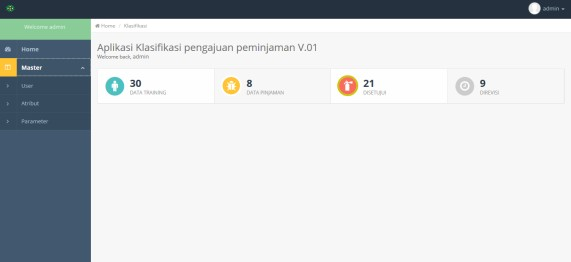 admin
Welcome admin
Home / Klasifikasi
Home
Master
User
Atribut
Parameter
Aplikasi Klasifikasi pengajuan peminjaman V.01
Welcome back, admin
30
DATA TRAINING
8
DATA PINJAMAN
21
DISETUJUI
9
DIREVISI